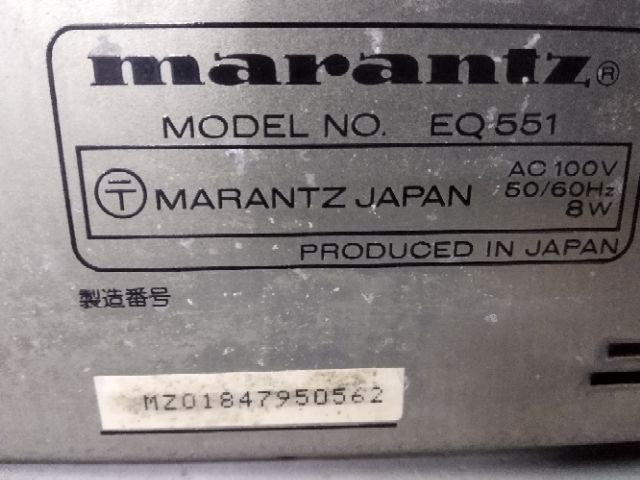 marantz®
MODEL NO. EQ551
〒 MARANTZ JAPAN
AC 100V
50/60Hz
8W
PRODUCED IN JAPAN
製造番号
MZ01847950562